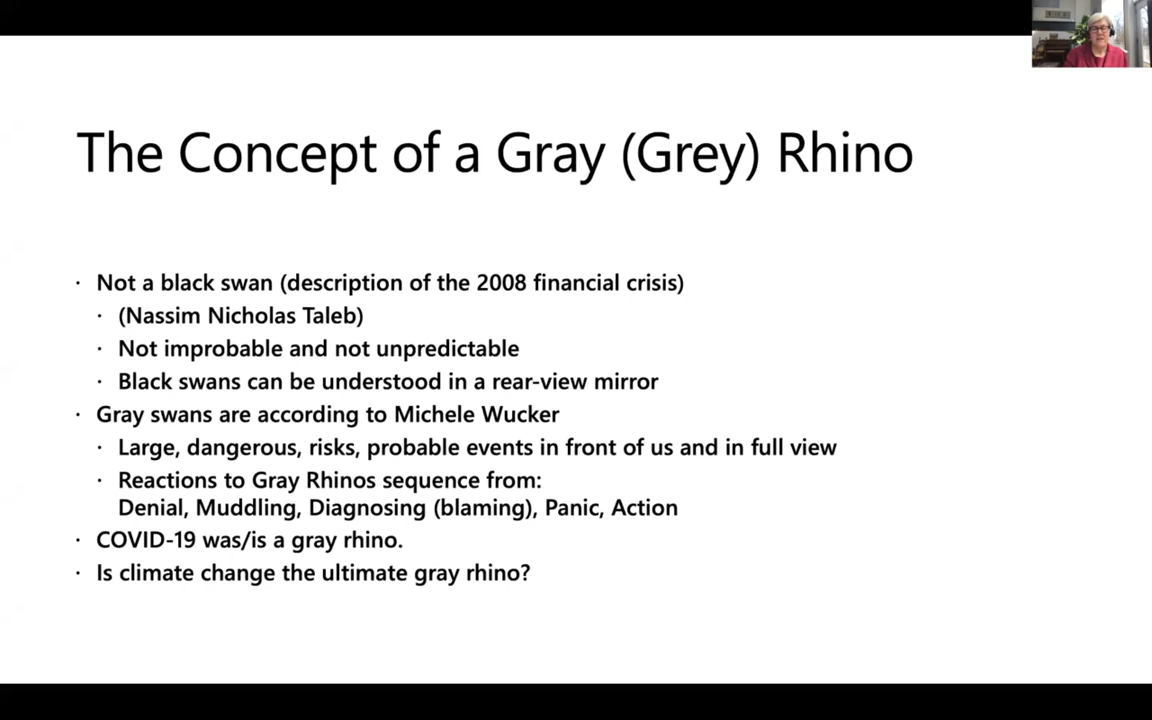 The Concept of a Gray (Grey) Rhino
· Not a black swan (description of the 2008 financial crisis)
· (Nassim Nicholas Taleb)
· Not improbable and not unpredictable
· Black swans can be understood in a rear-view mirror
· Gray swans are according to Michele Wucker
· Large, dangerous, risks, probable events in front of us and in full view
· Reactions to Gray Rhinos sequence from:
Denial, Muddling, Diagnosing (blaming), Panic, Action
· COVID-19 was/is a gray rhino.
· Is climate change the ultimate gray rhino?